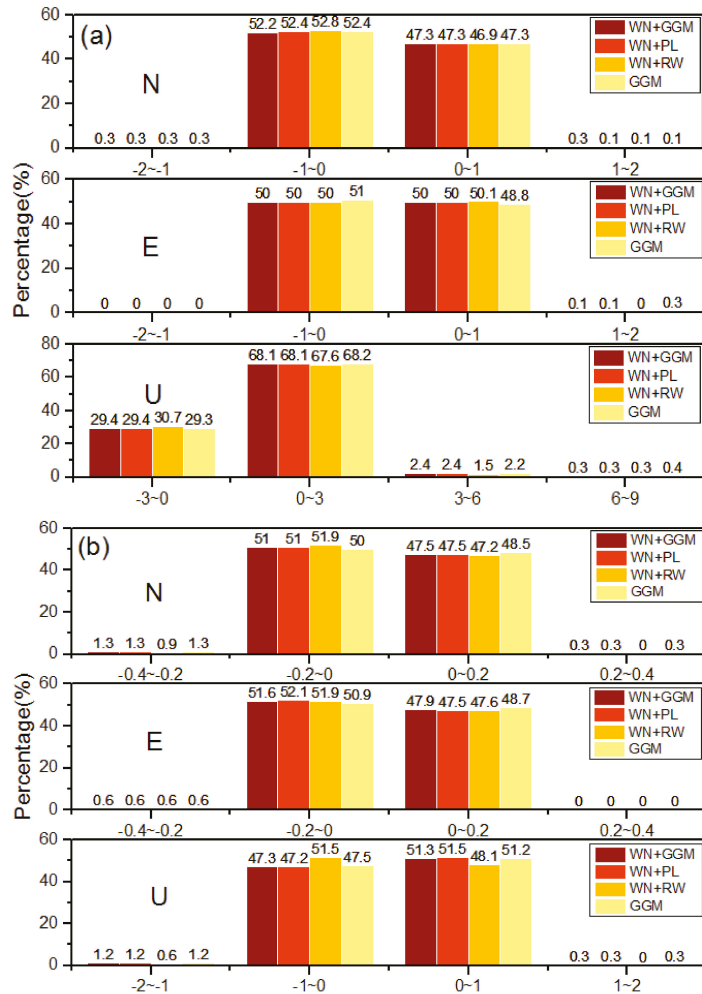 (a)
60
52.2 52.4 52.8 52.4
47.3 47.3 46.9 47.3
WN+GGM
WN+PL
WN+RW
GGM
40
N
20
0.3 0.3 0.3 0.3
0.3 0.1 0.1 0.1
0
-2~-1 -1~0 0~1 1~2
Percentage(%)
60
50 50 50 51
50 50 50.1 48.8
WN+GGM
WN+PL
WN+RW
GGM
40
E
20
0 0 0 0
0.1 0.1 0 0.3
0
-2~-1 -1~0 0~1 1~2
80
68.1 68.1 67.6 68.2
WN+GGM
WN+PL
WN+RW
GGM
60
U
40
29.4 29.4 30.7 29.3
20
2.4 2.4 1.5 2.2
0.3 0.3 0.3 0.4
0
-3~0 0~3 3~6 6~9
(b)
60
51 51 51.9 50
47.5 47.5 47.2 48.5
WN+GGM
WN+PL
WN+RW
GGM
40
N
20
1.3 1.3 0.9 1.3
0.3 0.3 0 0.3
0
-0.4~-0.2 -0.2~0 0~0.2 0.2~0.4
Percentage(%)
60
51.6 52.1 51.9 50.9
47.9 47.5 47.6 48.7
WN+GGM
WN+PL
WN+RW
GGM
40
E
20
0.6 0.6 0.6 0.6
0 0 0 0
0
-0.4~-0.2 -0.2~0 0~0.2 0.2~0.4
60
47.3 47.2 51.5 47.5
51.3 51.5 48.1 51.2
WN+GGM
WN+PL
WN+RW
GGM
40
U
20
1.2 1.2 0.6 1.2
0.3 0.3 0 0.3
0
-2~-1 -1~0 0~1 1~2